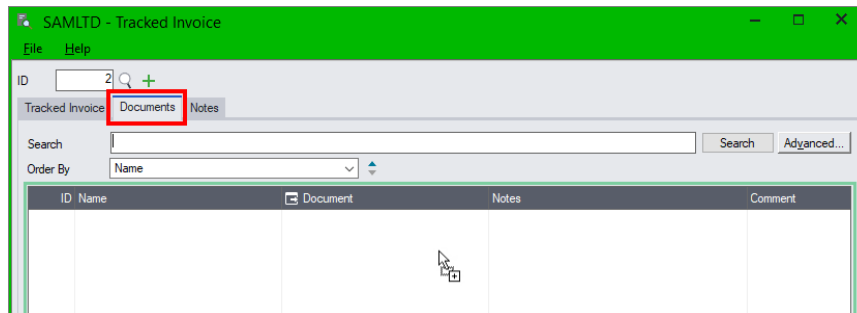 SAMLTD - Tracked Invoice
File Help
ID 2
Tracked Invoice Documents Notes
Search Search Advanced...
Order By Name
ID Name Document Notes Comment